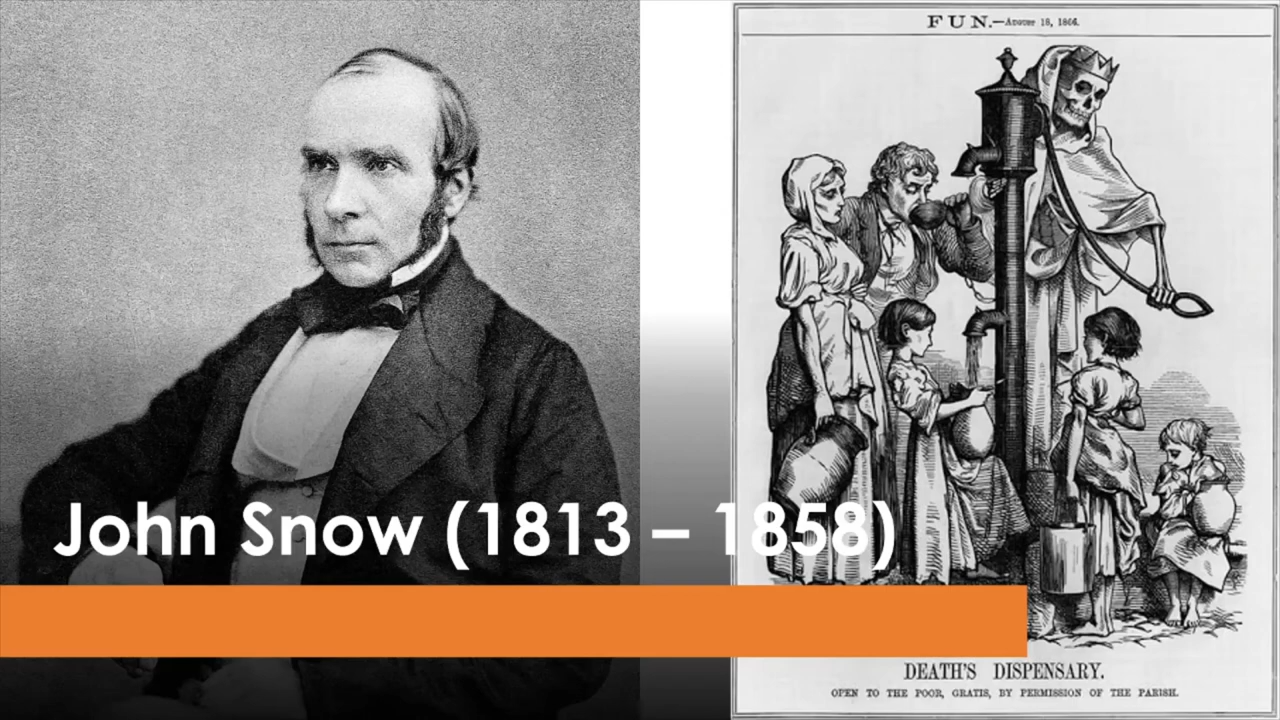 FUN.—August 18, 1866.
John Snow (1813 – 1858)
DEATH'S DISPENSARY.
OPEN TO THE POOR, GRATIS, BY PERMISSION OF THE PARISH.